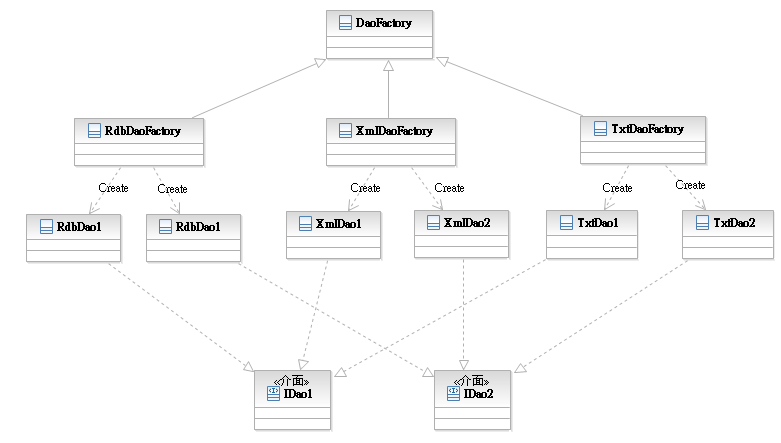 DaoFactory
RdbDaoFactory
XmlDaoFactory
TxtDaoFactory
Create
Create
Create
Create
Create
Create
RdbDao1
RdbDao1
XmlDao1
XmlDao2
TxtDao1
TxtDao2
«介面»
IDao1
«介面»
IDao2